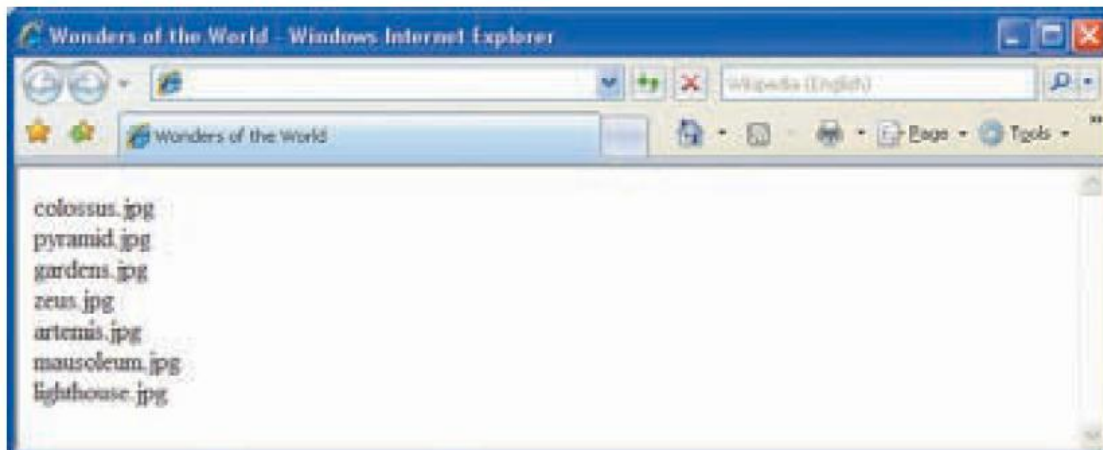 Wonders of the World - Windows Internet Explorer
Wikipedia (English)
Wonders of the World
Page
Tools
colossus.jpg
pyramid.jpg
gardens.jpg
zeus.jpg
artemis.jpg
mausoleum.jpg
lighthouse.jpg